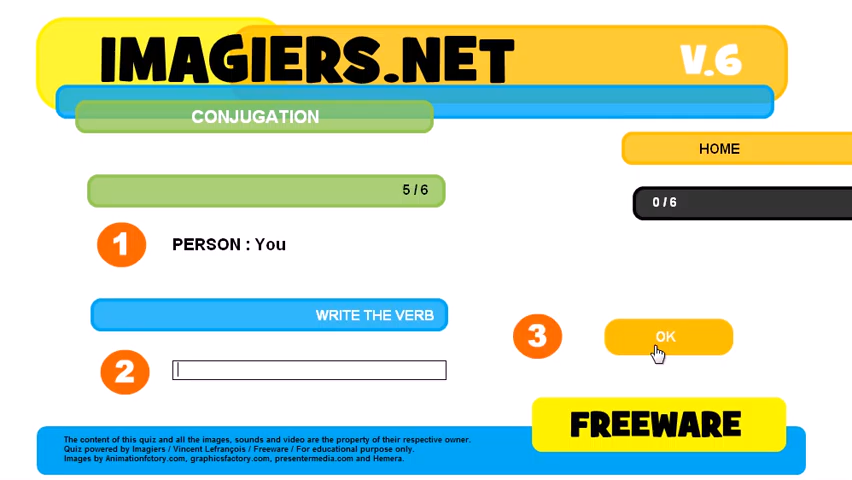 IMAGIERS.NET
V.6
CONJUGATION
HOME
5 / 6
0 / 6
1
PERSON : You
WRITE THE VERB
3
OK
2
FREEWARE
The content of this quiz and all the images, sounds and video are the property of their respective owner.
Quiz powered by Imagiers / Vincent Lefrançois / Freeware / For educational purpose only.
Images by Animationfctory.com, graphicsfactory.com, presentermedia.com and Hemera.